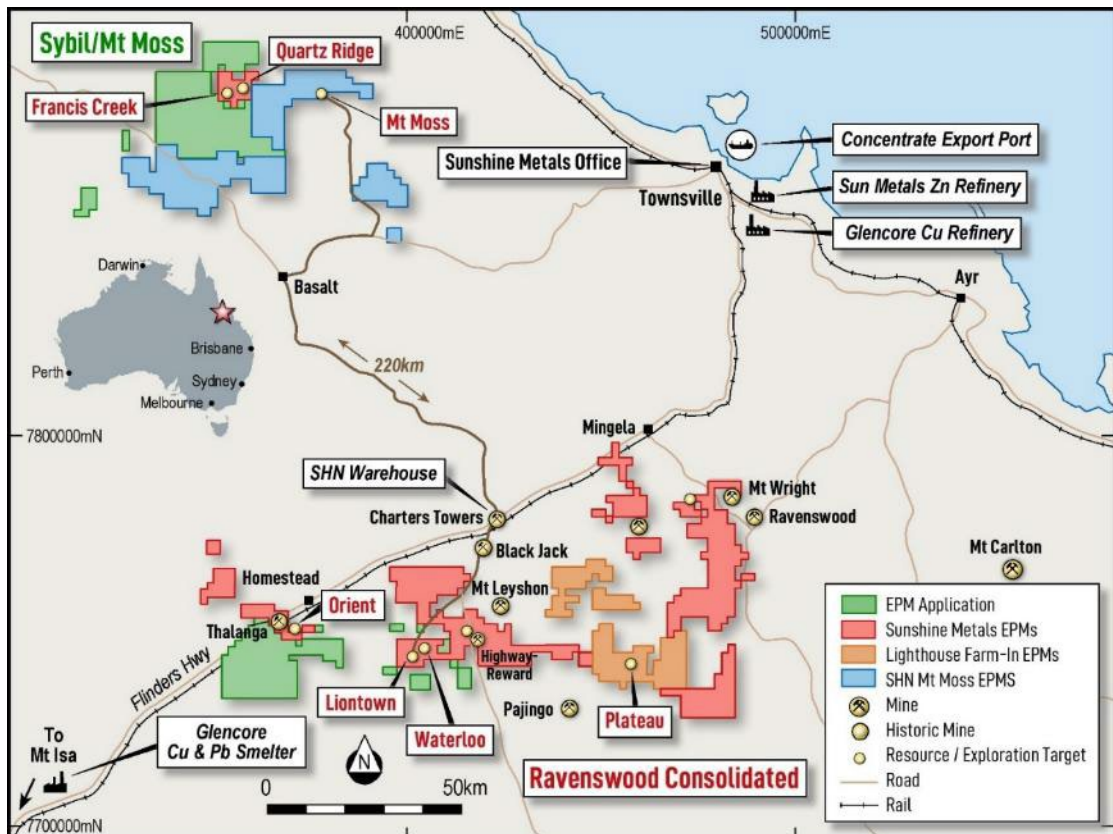 400000mE
500000mE
Sybil/Mt Moss
Quartz Ridge
Francis Creek
Mt Moss
Sunshine Metals Office
Concentrate Export Port
Townsville
Sun Metals Zn Refinery
Glencore Cu Refinery
Darwin
Basalt
Ayr
Brisbane
Perth
Sydney
Melbourne
220km
7800000mN
Mingela
SHN Warehouse
Charters Towers
Mt Wright
Ravenswood
Black Jack
Mt Carlton
Homestead
Mt Leyshon
Orient
Thalanga
Highway-
Reward
Flinders Hwy
Liontown
Waterloo
Pajingo
Plateau
Glencore
Cu & Pb Smelter
To
Mt Isa
N
0
50km
Ravenswood Consolidated
7700000mN
EPM Application
Sunshine Metals EPMs
Lighthouse Farm-In EPMs
SHN Mt Moss EPMS
Mine
Historic Mine
Resource / Exploration Target
Road
Rail